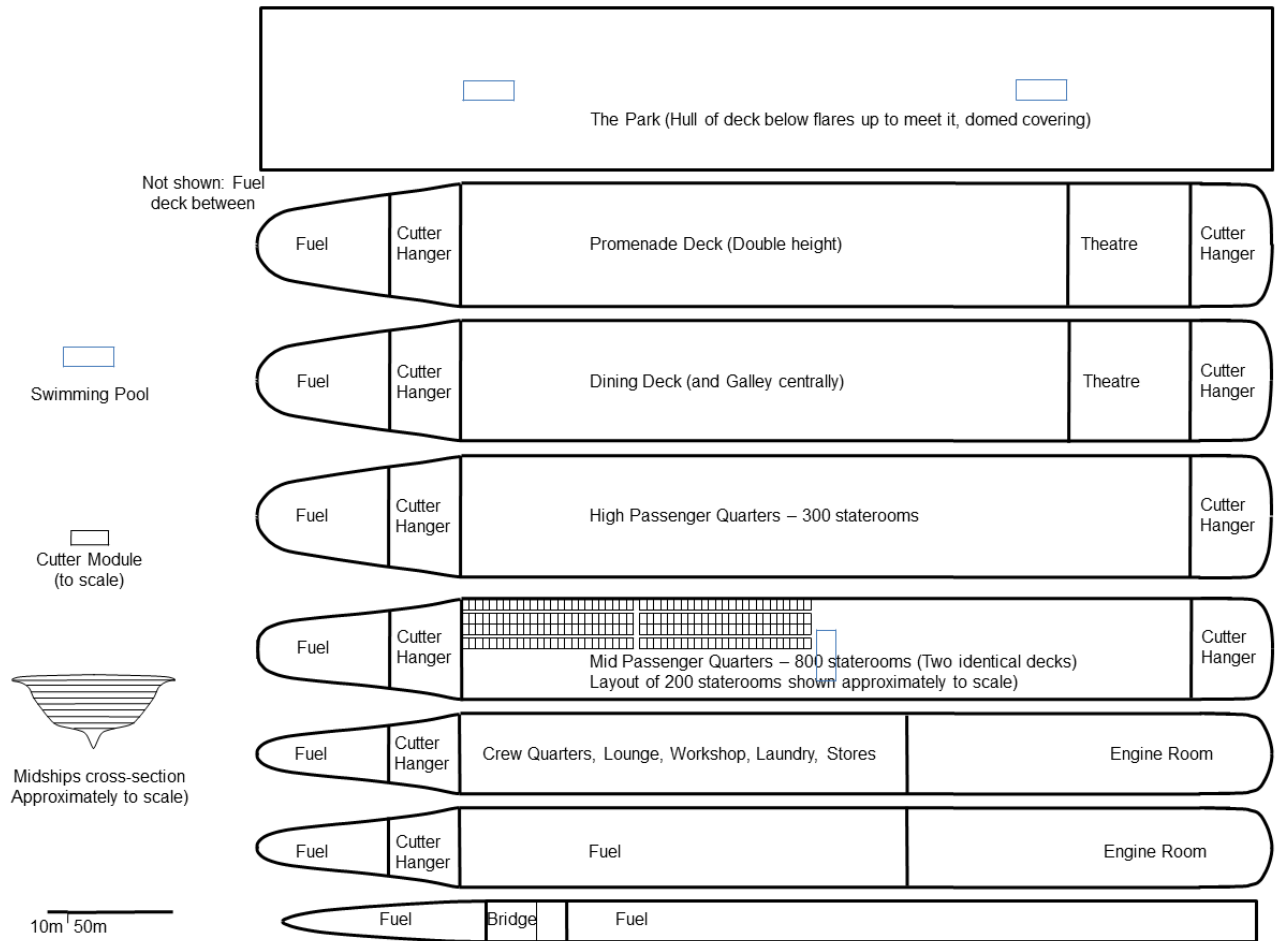 The Park (Hull of deck below flares up to meet it, domed covering)
Not shown: Fuel
deck between
Fuel
Cutter
Hanger
Promenade Deck (Double height)
Theatre
Cutter
Hanger
Swimming Pool
Fuel
Cutter
Hanger
Dining Deck (and Galley centrally)
Theatre
Cutter
Hanger
Cutter Module
(to scale)
Fuel
Cutter
Hanger
High Passenger Quarters – 300 staterooms
Cutter
Hanger
Fuel
Cutter
Hanger
Mid Passenger Quarters – 800 staterooms (Two identical decks)
Layout of 200 staterooms shown approximately to scale)
Cutter
Hanger
Midships cross-section
Approximately to scale)
Fuel
Cutter
Hanger
Crew Quarters, Lounge, Workshop, Laundry, Stores
Engine Room
Fuel
Cutter
Hanger
Fuel
Engine Room
10m 50m
Fuel
Bridge
Fuel